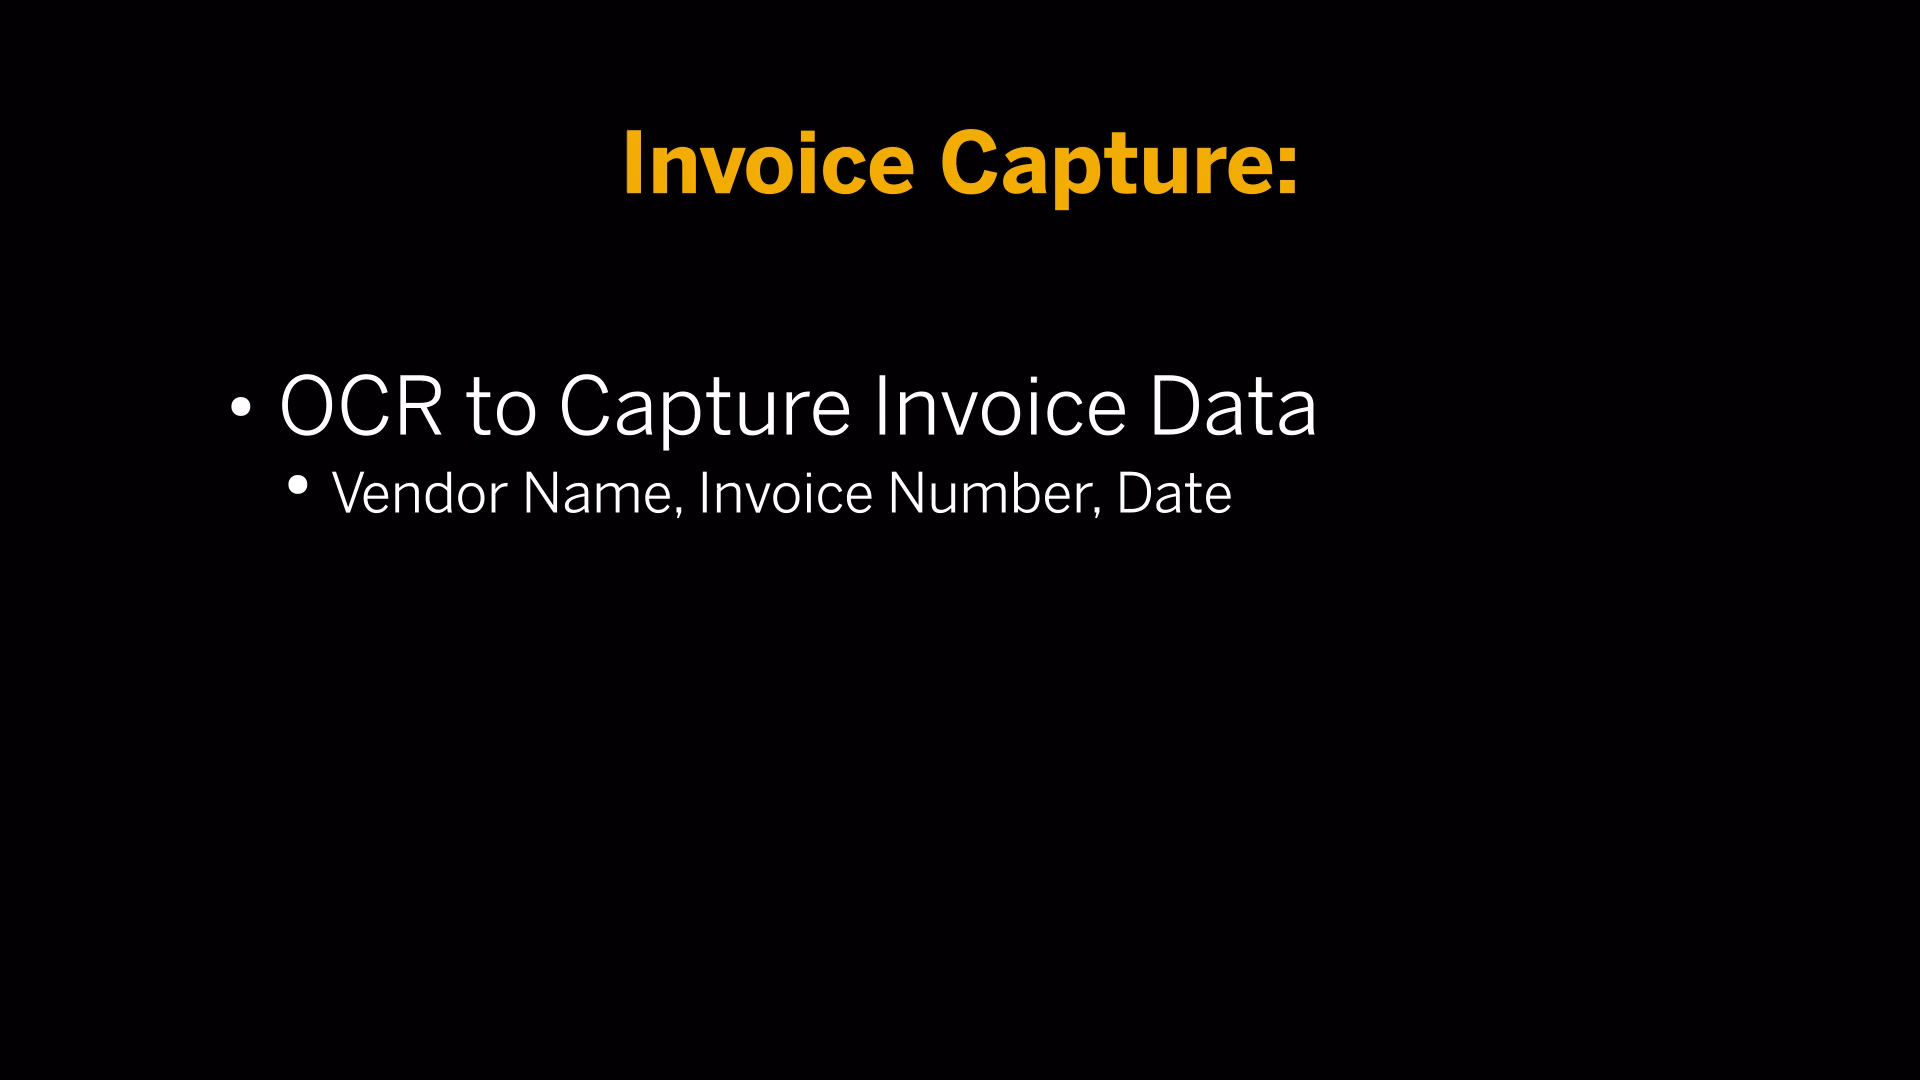 Invoice Capture:
• OCR to Capture Invoice Data
• Vendor Name, Invoice Number, Date